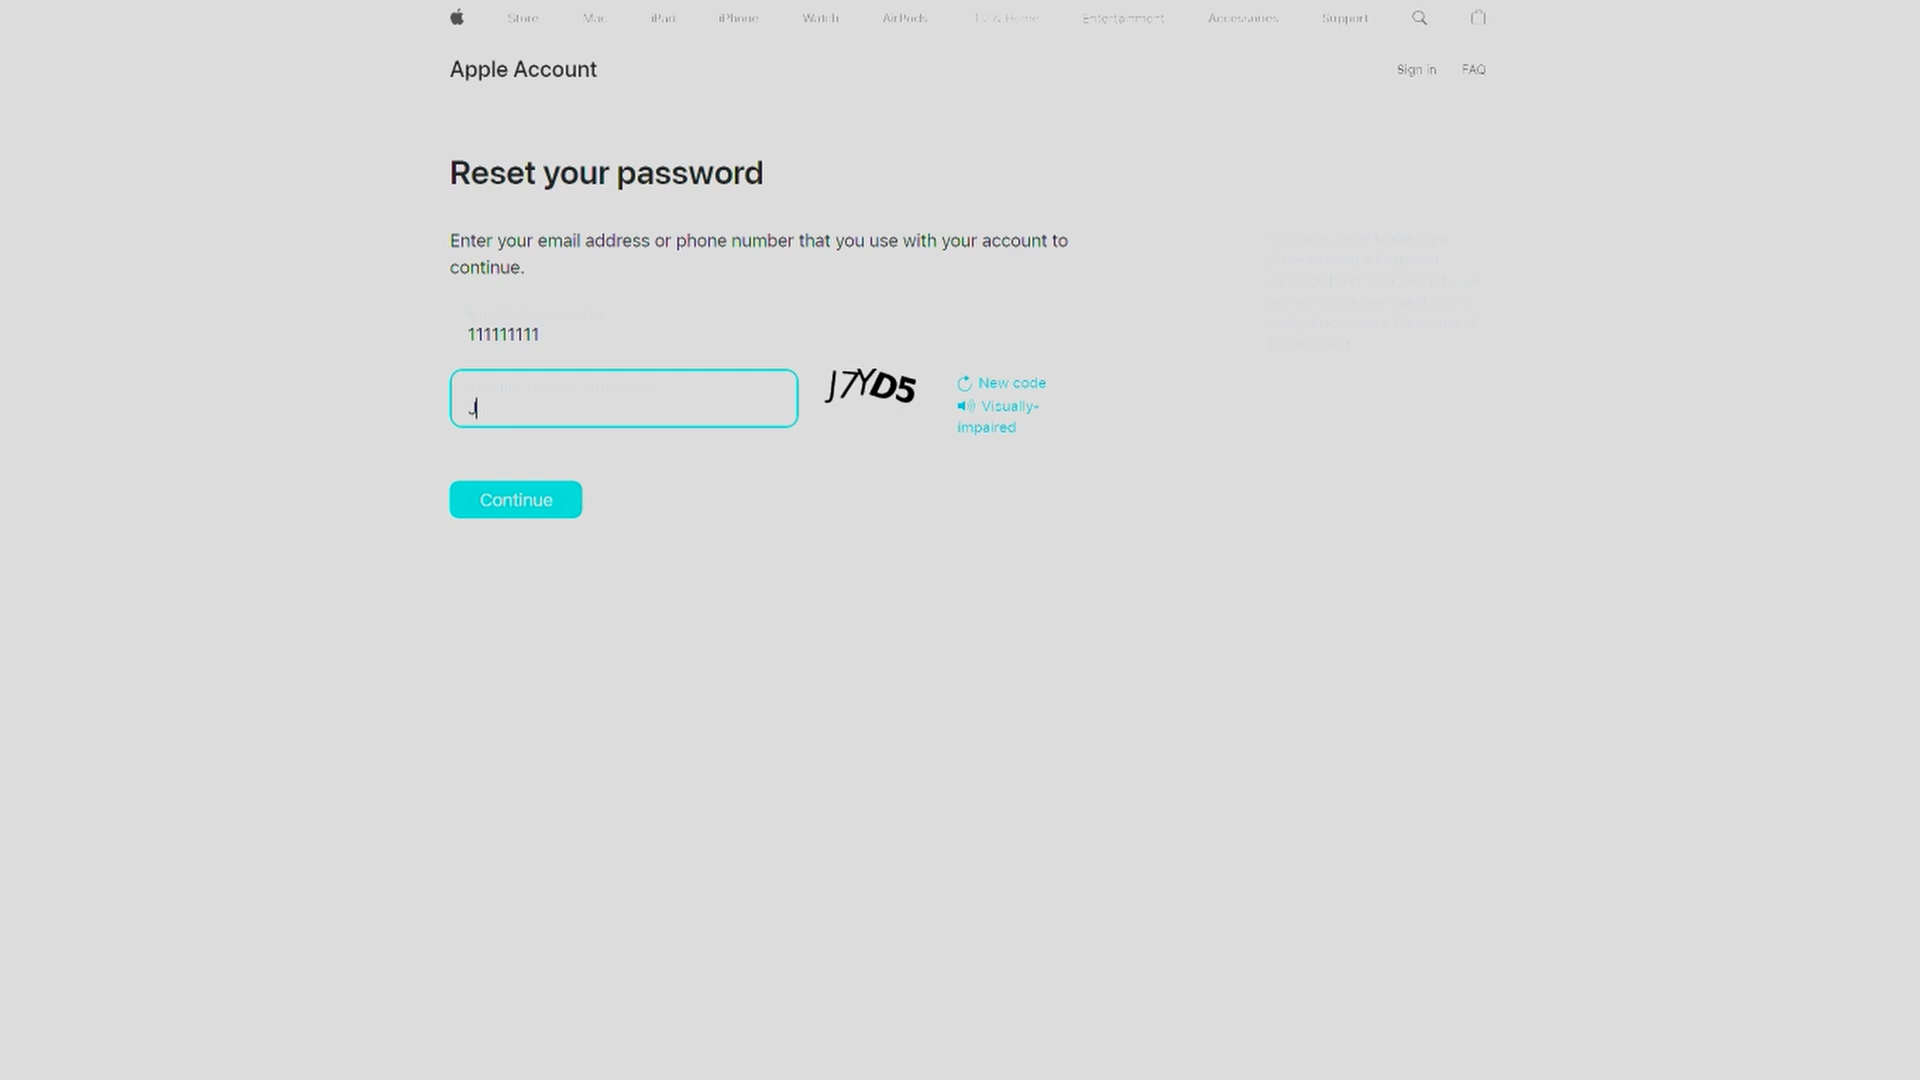 Store Mac iPad iPhone Watch AirPods TV & Home Entertainment Accessories Support
Apple Account
Sign in FAQ
Reset your password
Enter your email address or phone number that you use with your account to
continue.
111111111
J
J7YD5
New code
Visually-
impaired
Continue